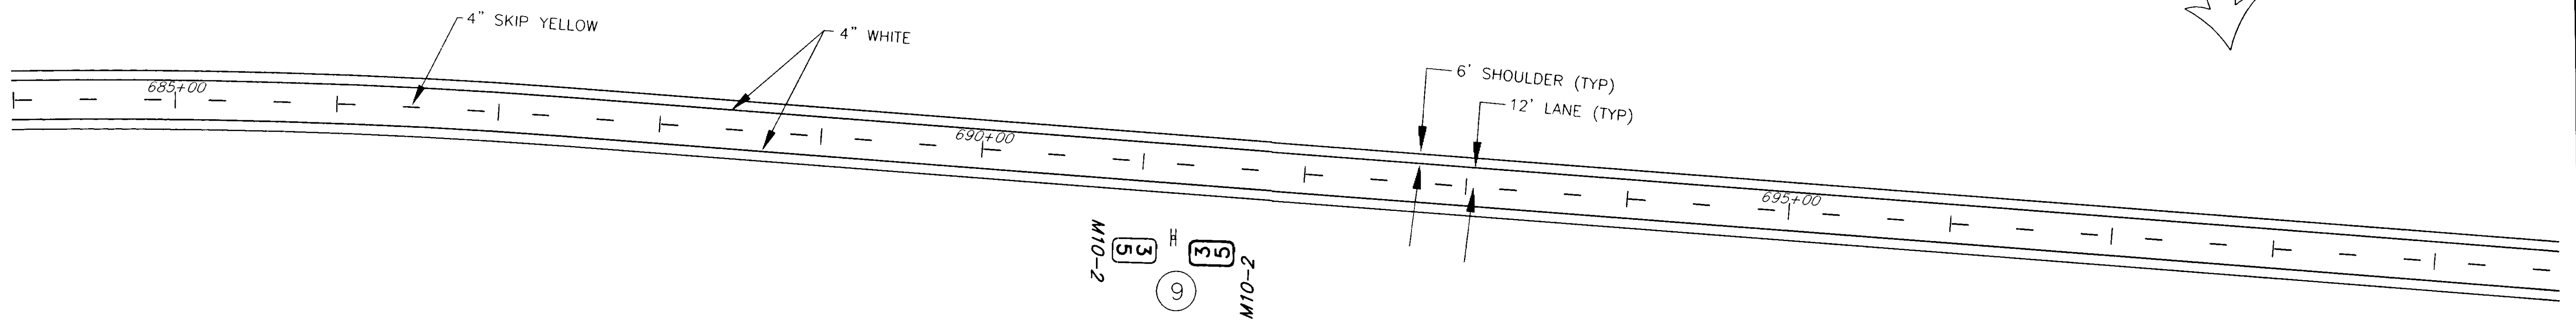 4" SKIP YELLOW
4" WHITE
6' SHOULDER (TYP)
12' LANE (TYP)
685+00
690+00
695+00
M10-2
35
35
M10-2
9